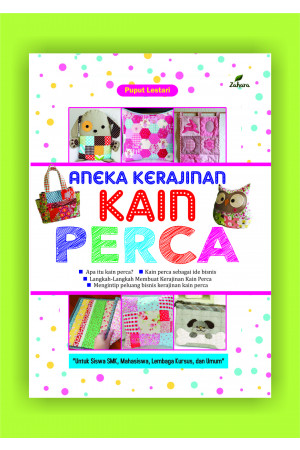 Zahara
Puput Lestari
ANEKA KERAJINAN
KAIN
PERCA
Apa itu kain perca? Kain perca sebagai ide bisnis
Langkah-Langkah Membuat Kerajinan Kain Perca
Mengintip peluang bisnis kerajinan kain perca
"Untuk Siswa SMK, Mahasiswa, Lembaga Kursus, dan Umum"